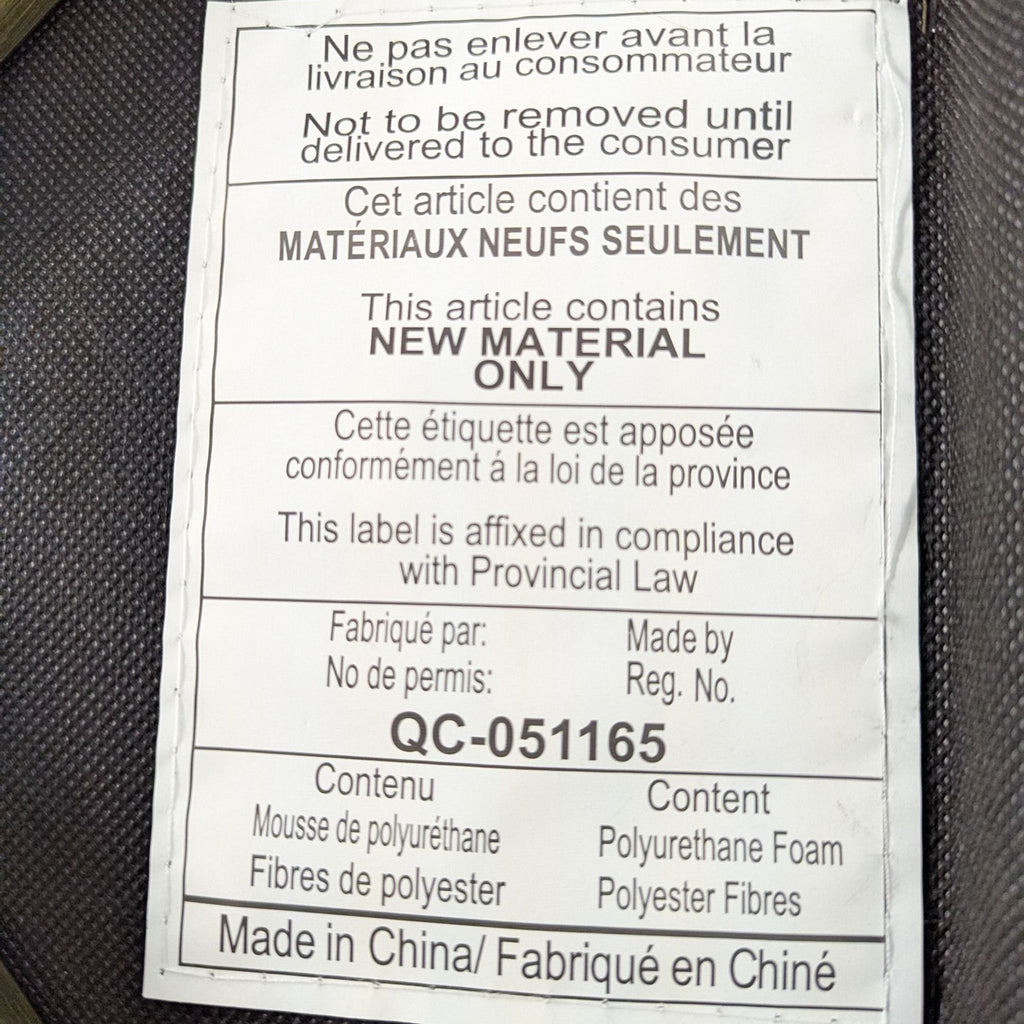 Ne pas enlever avant la
livraison au consommateur
Not to be removed until
delivered to the consumer
Cet article contient des
MATÉRIAUX NEUFS SEULEMENT
This article contains
NEW MATERIAL
ONLY
Cette étiquette est apposée
conformément á la loi de la province
This label is affixed in compliance
with Provincial Law
Fabriqué par: Made by
No de permis: Reg. No.
QC-051165
Contenu Content
Mousse de polyuréthane Polyurethane Foam
Fibres de polyester Polyester Fibres
Made in China/ Fabriqué en Chiné